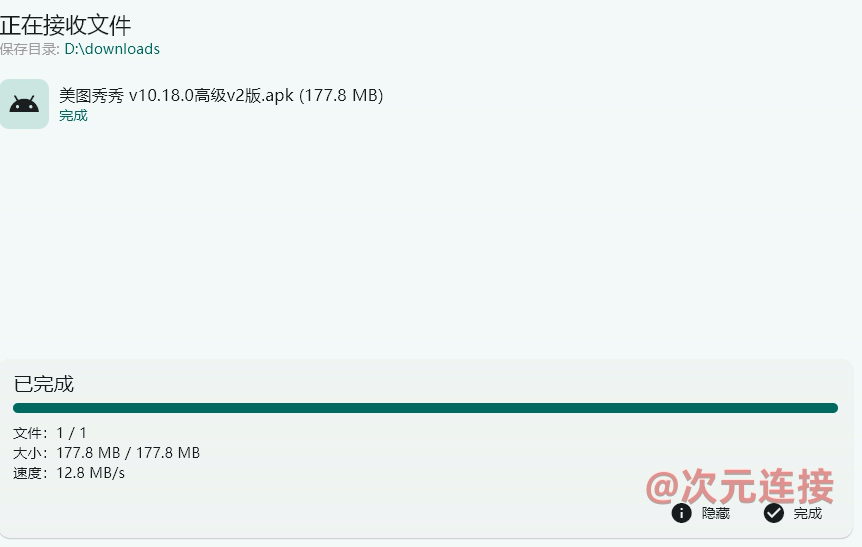 正在接收文件
保存目录: D:\downloads
美图秀秀 v10.18.0高级v2版.apk (177.8 MB)
完成
已完成
文件：1 / 1
大小：177.8 MB / 177.8 MB
速度：12.8 MB/s
@次元连接
隐藏 完成